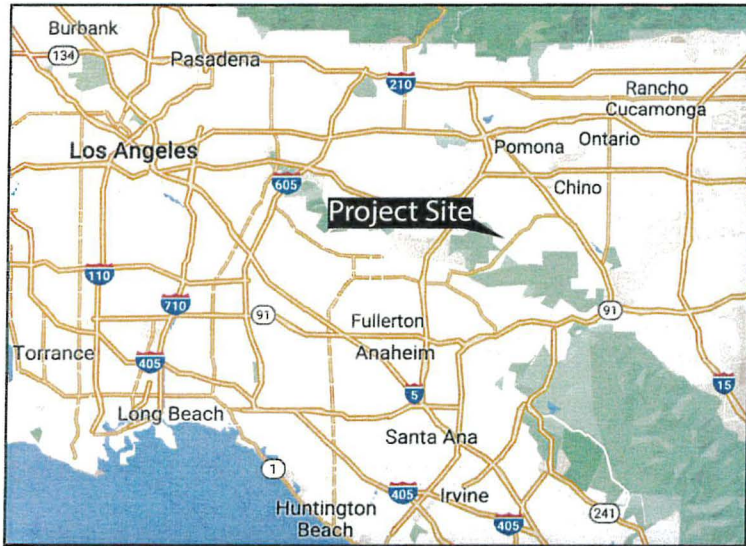 Burbank
134
Pasadena
210
Rancho
Cucamonga
Los Angeles
Pomona
Ontario
605
Chino
Project Site
110
710
91
91
Fullerton
Torrance
405
Anaheim
5
15
Long Beach
Santa Ana
1
405
Irvine
Huntington
Beach
405
241